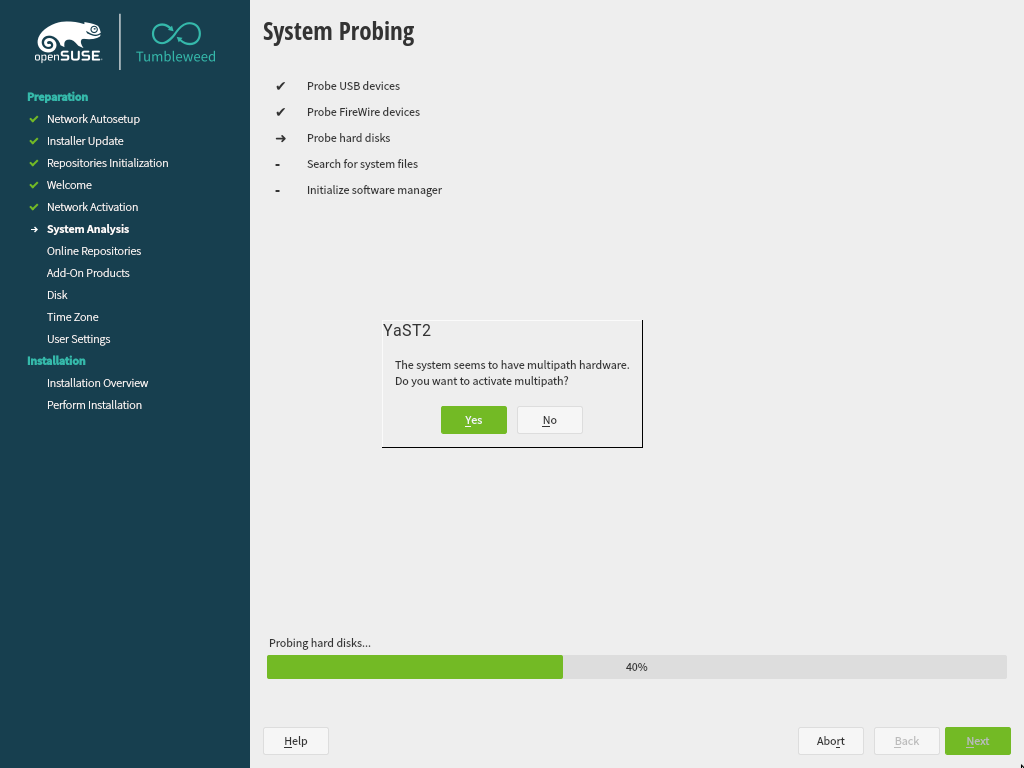 openSUSE
Tumbleweed
Preparation
Network Autosetup
Installer Update
Repositories Initialization
Welcome
Network Activation
System Analysis
Online Repositories
Add-On Products
Disk
Time Zone
User Settings
Installation
Installation Overview
Perform Installation
System Probing
Probe USB devices
Probe FireWire devices
Probe hard disks
- Search for system files
- Initialize software manager
YaST2
The system seems to have multipath hardware.
Do you want to activate multipath?
Yes
No
Probing hard disks...
40%
Help
Abort
Back
Next